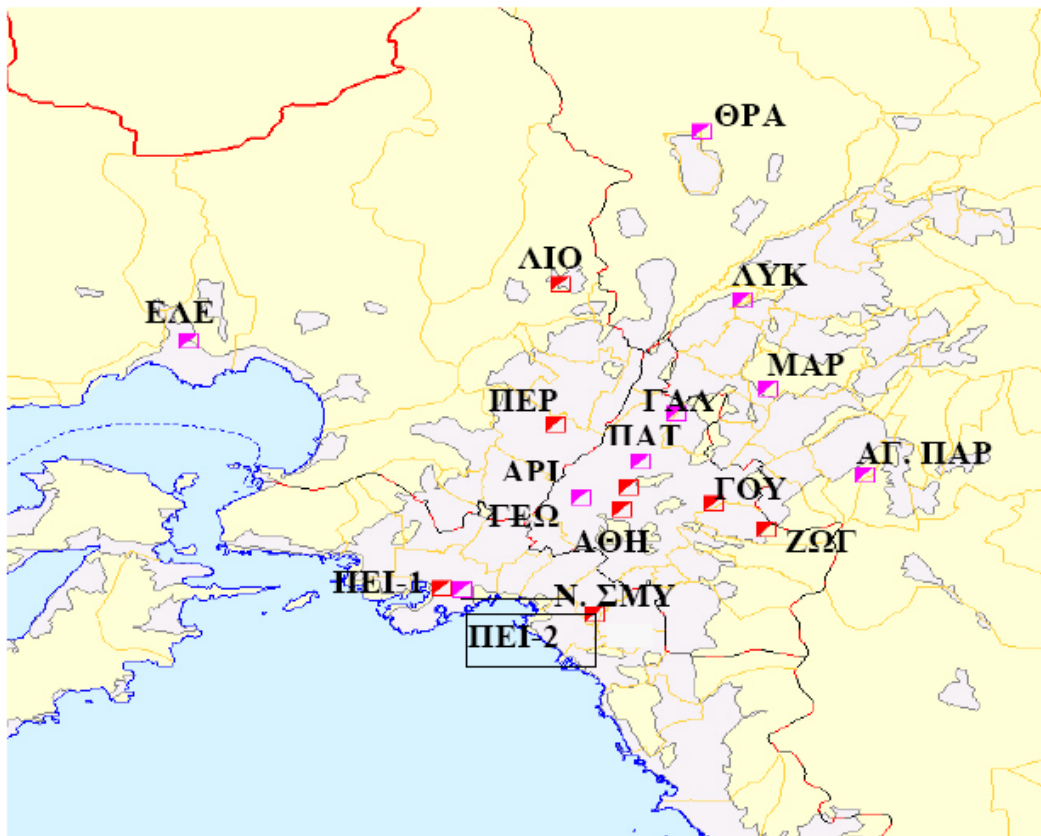 ΘΡΑ
ΛΙΟ
ΛΥΚ
ΕΛΕ
ΜΑΡ
ΠΕΡ
ΓΑΛ
ΠΑΤ
ΑΓ. ΠΑΡ
ΑΡΙ
ΓΟΥ
ΓΕΩ
ΑΘΗ
ΖΩΓ
ΠΕΙ-1
Ν. ΣΜΥ
ΠΕΙ-2